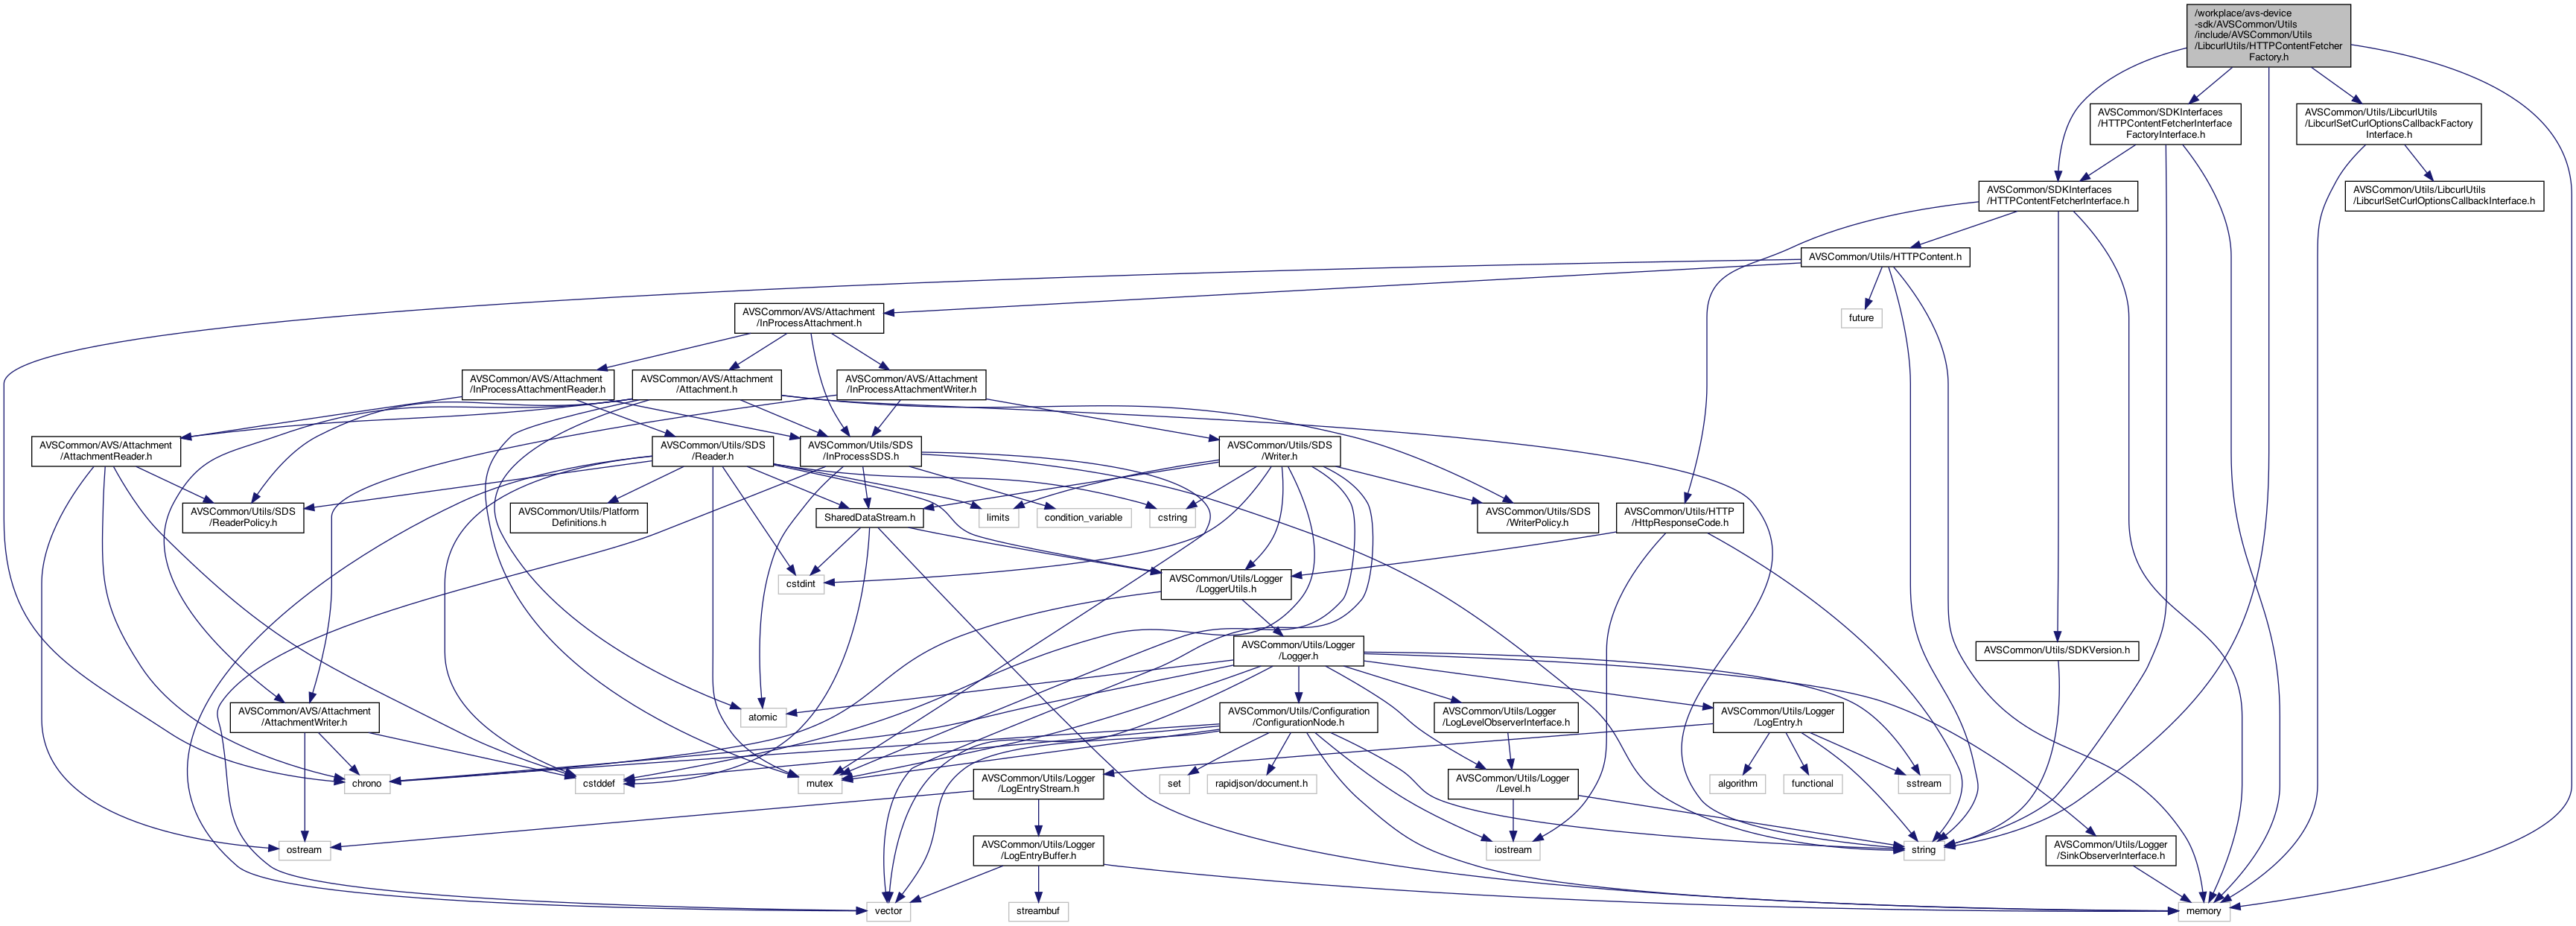 /workplace/avs-device
-sdk/AVSCommon/Utils
/include/AVSCommon/Utils
/LibcurlUtils/HTTPContentFetcher
Factory.h
AVSCommon/SDKInterfaces
/HTTPContentFetcherInterface
FactoryInterface.h
AVSCommon/Utils/LibcurlUtils
/LibcurlSetCurlOptionsCallbackFactory
Interface.h
AVSCommon/SDKInterfaces
/HTTPContentFetcherInterface.h
AVSCommon/Utils/LibcurlUtils
/LibcurlSetCurlOptionsCallbackInterface.h
AVSCommon/Utils/HTTPContent.h
AVSCommon/AVS/Attachment
/InProcessAttachment.h
future
AVSCommon/AVS/Attachment
/InProcessAttachmentReader.h
AVSCommon/AVS/Attachment
/Attachment.h
AVSCommon/AVS/Attachment
/InProcessAttachmentWriter.h
AVSCommon/AVS/Attachment
/AttachmentReader.h
AVSCommon/Utils/SDS
/Reader.h
AVSCommon/Utils/SDS
/InProcessSDS.h
AVSCommon/Utils/SDS
/Writer.h
AVSCommon/Utils/SDS
/ReaderPolicy.h
AVSCommon/Utils/Platform
Definitions.h
SharedDataStream.h
limits
condition_variable
cstring
AVSCommon/Utils/SDS
/WriterPolicy.h
AVSCommon/Utils/HTTP
/HttpResponseCode.h
cstdint
AVSCommon/Utils/Logger
/LoggerUtils.h
AVSCommon/Utils/Logger
/Logger.h
AVSCommon/Utils/SDKVersion.h
AVSCommon/AVS/Attachment
/AttachmentWriter.h
atomic
AVSCommon/Utils/Configuration
/ConfigurationNode.h
AVSCommon/Utils/Logger
/LogLevelObserverInterface.h
AVSCommon/Utils/Logger
/LogEntry.h
chrono
cstddef
mutex
AVSCommon/Utils/Logger
/LogEntryStream.h
set
rapidjson/document.h
AVSCommon/Utils/Logger
/Level.h
algorithm
functional
sstream
ostream
AVSCommon/Utils/Logger
/LogEntryBuffer.h
iostream
string
AVSCommon/Utils/Logger
/SinkObserverInterface.h
vector
streambuf
memory